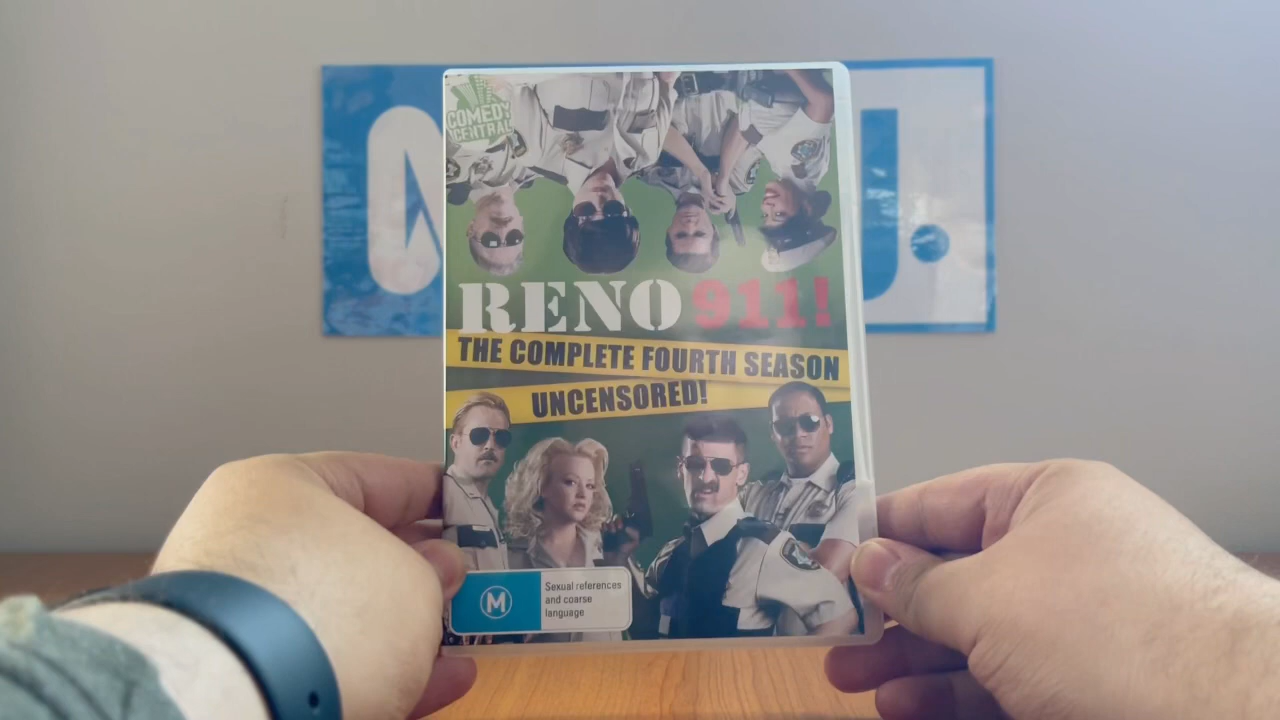 COMEDY
CENTRAL
RENO 911!
THE COMPLETE FOURTH SEASON
UNCENSORED!
M
Sexual references
and coarse
language